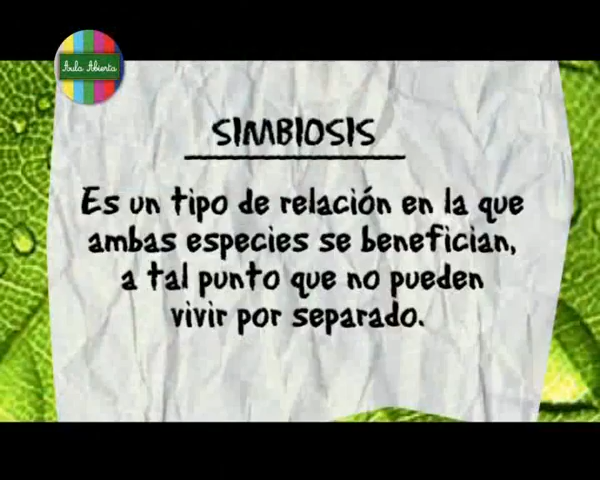 Aula Abierta
SIMBIOSIS
Es un tipo de relación en la que
ambas especies se benefician,
a tal punto que no pueden
vivir por separado.